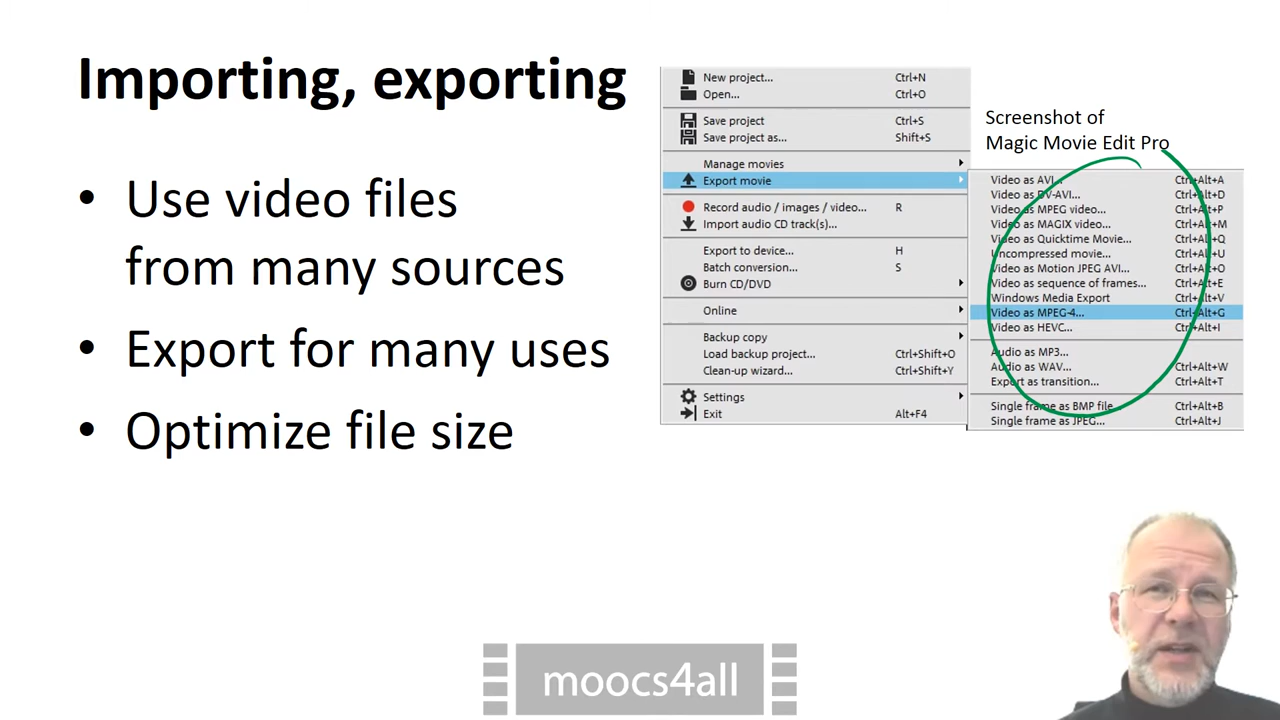 Importing, exporting
• Use video files
from many sources
• Export for many uses
• Optimize file size
New project... Ctrl+N
Open... Ctrl+O
Save project Ctrl+S
Save project as... Shift+S
Manage movies
Export movie
Record audio / images / video... R
Import audio CD track(s)...
Export to device... H
Batch conversion... S
Burn CD/DVD
Online
Backup copy
Load backup project... Ctrl+Shift+O
Clean-up wizard... Ctrl+Shift+Y
Settings
Exit Alt+F4
Screenshot of
Magic Movie Edit Pro
Video as AVI... Ctrl+Alt+A
Video as DV-AVI... Ctrl+Alt+D
Video as MPEG video... Ctrl+Alt+P
Video as MAGIX video... Ctrl+Alt+M
Video as Quicktime Movie... Ctrl+Alt+Q
Uncompressed movie... Ctrl+Alt+U
Video as Motion JPEG AVI... Ctrl+Alt+O
Video as sequence of frames... Ctrl+Alt+E
Windows Media Export Ctrl+Alt+V
Video as MPEG-4... Ctrl+Alt+G
Video as HEVC... Ctrl+Alt+I
Audio as MP3...
Audio as WAV... Ctrl+Alt+W
Export as transition... Ctrl+Alt+T
Single frame as BMP file... Ctrl+Alt+B
Single frame as JPEG... Ctrl+Alt+J
moocs4all